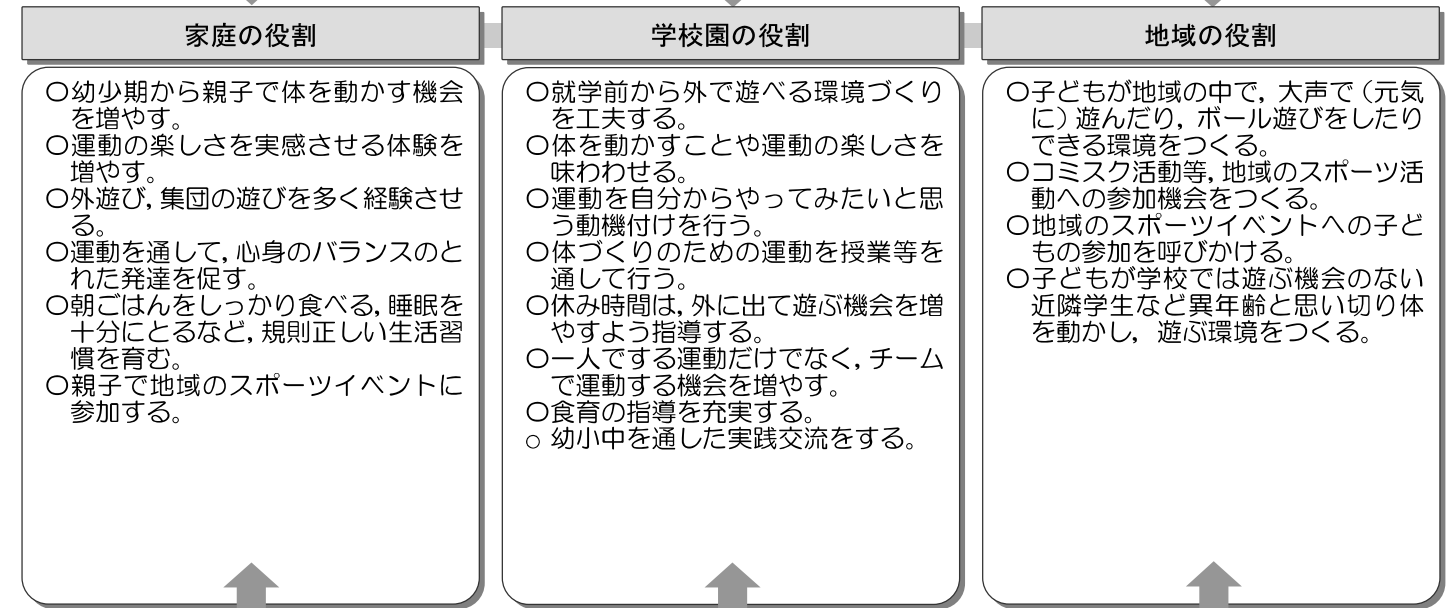 家庭の役割
〇幼少期から親子で体を動かす機会
を増やす。
〇運動の楽しさを実感させる体験を
増やす。
〇外遊び，集団の遊びを多く経験させ
る。
〇運動を通して，心身のバランスのと
れた発達を促す。
〇朝ごはんをしっかり食べる，睡眠を
十分にとるなど，規則正しい生活習
慣を育む。
〇親子で地域のスポーツイベントに
参加する。
学校園の役割
〇就学前から外で遊べる環境づくり
を工夫する。
〇体を動かすことや運動の楽しさを
味わわせる。
〇運動を自分からやってみたいと思
う動機付けを行う。
〇体づくりのための運動を授業等を
通して行う。
〇休み時間は，外に出て遊ぶ機会を増
やすよう指導する。
〇一人でする運動だけでなく，チーム
で運動する機会を増やす。
〇食育の指導を充実する。
○ 幼小中を通した実践交流をする。
地域の役割
〇子どもが地域の中で，大声で（元気
に）遊んだり，ボール遊びをしたり
できる環境をつくる。
〇コミスク活動等，地域のスポーツ活
動への参加機会をつくる。
〇地域のスポーツイベントへの子ど
もの参加を呼びかける。
〇子どもが学校では遊ぶ機会のない
近隣学生など異年齢と思い切り体
を動かし，遊ぶ環境をつくる。